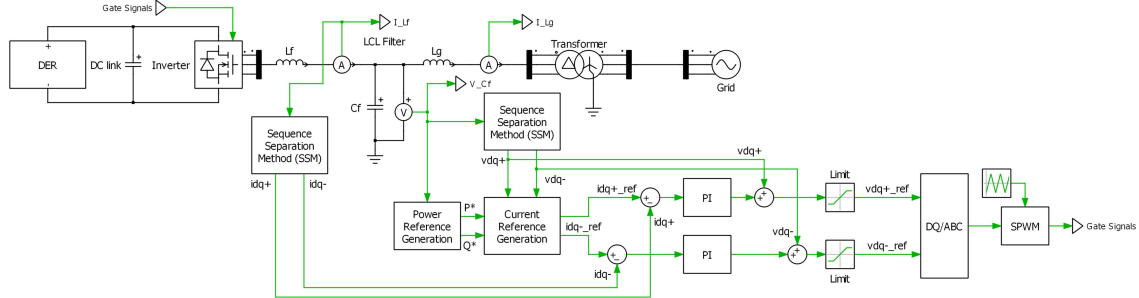 Gate Signals
I_Lf
I_Lg
LCL Filter
Transformer
Lf
Lg
+
DER
-
DC link
+
Inverter
A
A
V_Cf
Grid
Cf
+
V
+
Sequence
Separation
Method (SSM)
Sequence
Separation
Method (SSM)
vdq+
vdq-
vdq+
idq+
idq-
Limit
idq+_ref
PI
vdq+_ref
P*
Q*
Power
Reference
Generation
Current
Reference
Generation
idq+
idq-_ref
DQ/ABC
SPWM
Gate Signals
vdq-
vdq-_ref
PI
idq-
Limit